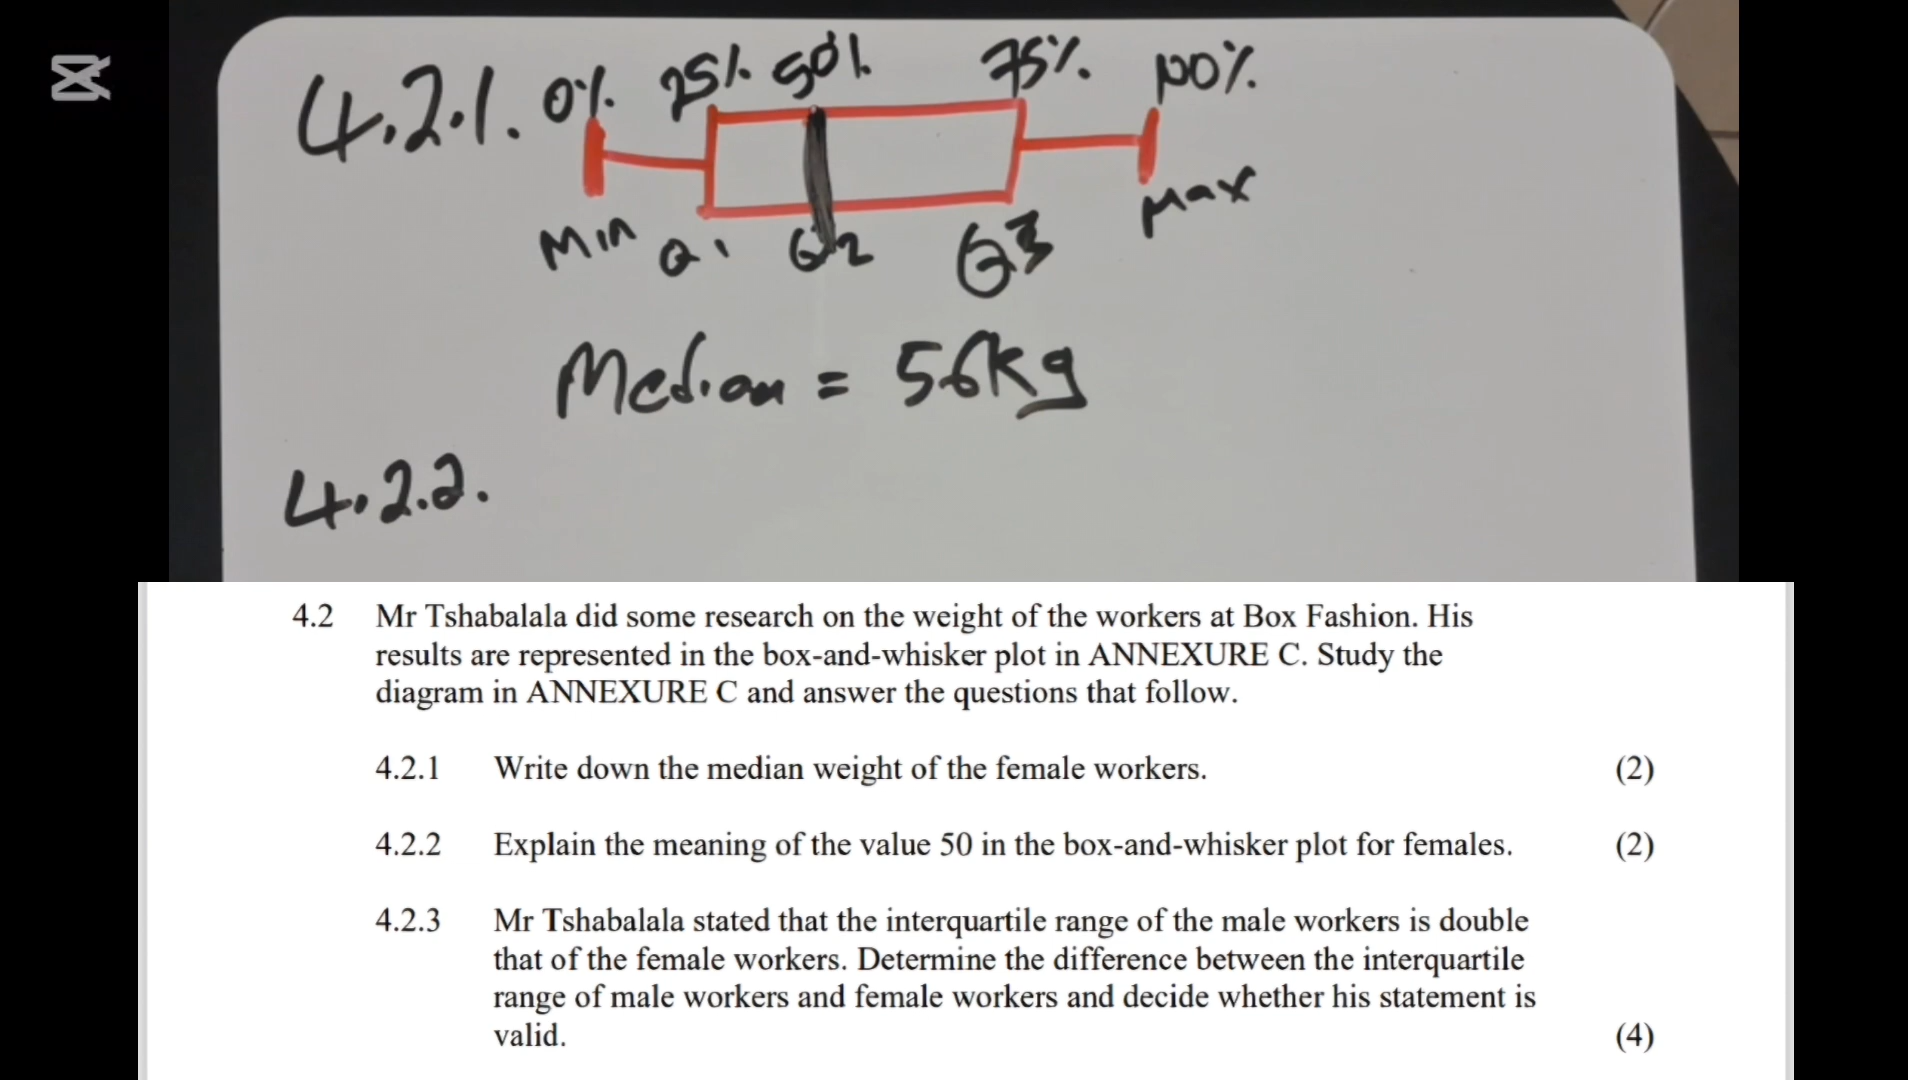 4.2.1. 0% 25% 50% 75% 100%
Min Q1 Q2 Q3 Max
Median = 56kg
4.2.2.
4.2 Mr Tshabalala did some research on the weight of the workers at Box Fashion. His
results are represented in the box-and-whisker plot in ANNEXURE C. Study the
diagram in ANNEXURE C and answer the questions that follow.
4.2.1 Write down the median weight of the female workers. (2)
4.2.2 Explain the meaning of the value 50 in the box-and-whisker plot for females. (2)
4.2.3 Mr Tshabalala stated that the interquartile range of the male workers is double
that of the female workers. Determine the difference between the interquartile
range of male workers and female workers and decide whether his statement is
valid. (4)